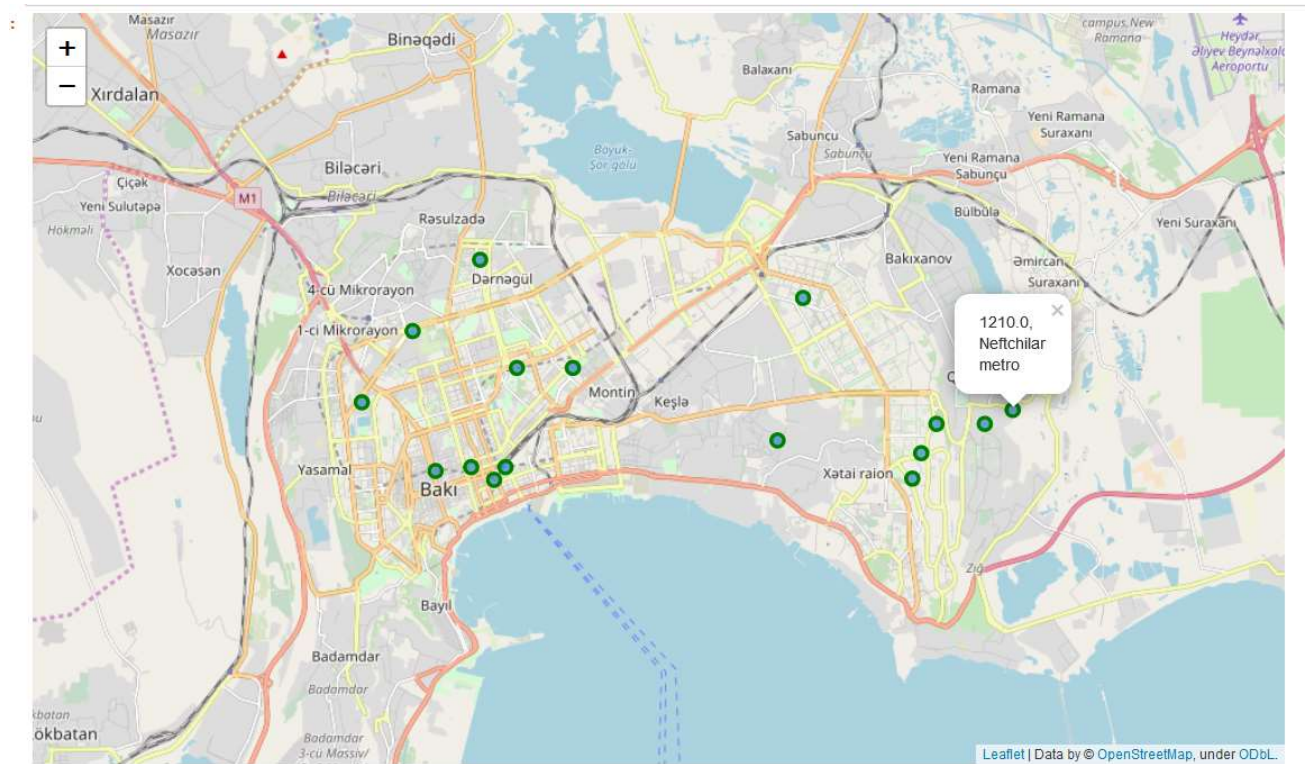 :
+
−
Masazır
Masazır
Binəqədi
campus,New
Ramana
Heydər
Əliyev Beynəlxalq
Aeroportu
Balaxanı
Xırdalan
Ramana
Yeni Ramana
Suraxanı
Sabunçu
Sabunçu
Böyük-
Şor gölü
Biləcəri
Biləcəri
Yeni Ramana
Sabunçu
Çiçək
Yeni Sulutəpə
M1
Hökməli
Rəsulzadə
Bülbülə
Yeni Suraxanı
Xocəsən
Dərnəgül
Bakıxanov
Əmircan
Suraxanı
4-cü Mikrorayon
1-ci Mikrorayon
1210.0,
Neftchilar
metro
×
Montin
Keşlə
Yasamal
Bakı
Xətai raion
Zığ
Bayıl
Badamdar
Badamdar
Badamdar
3-cü Massiv/
kbatan
ökbatan
Leaflet | Data by © OpenStreetMap, under ODbL.